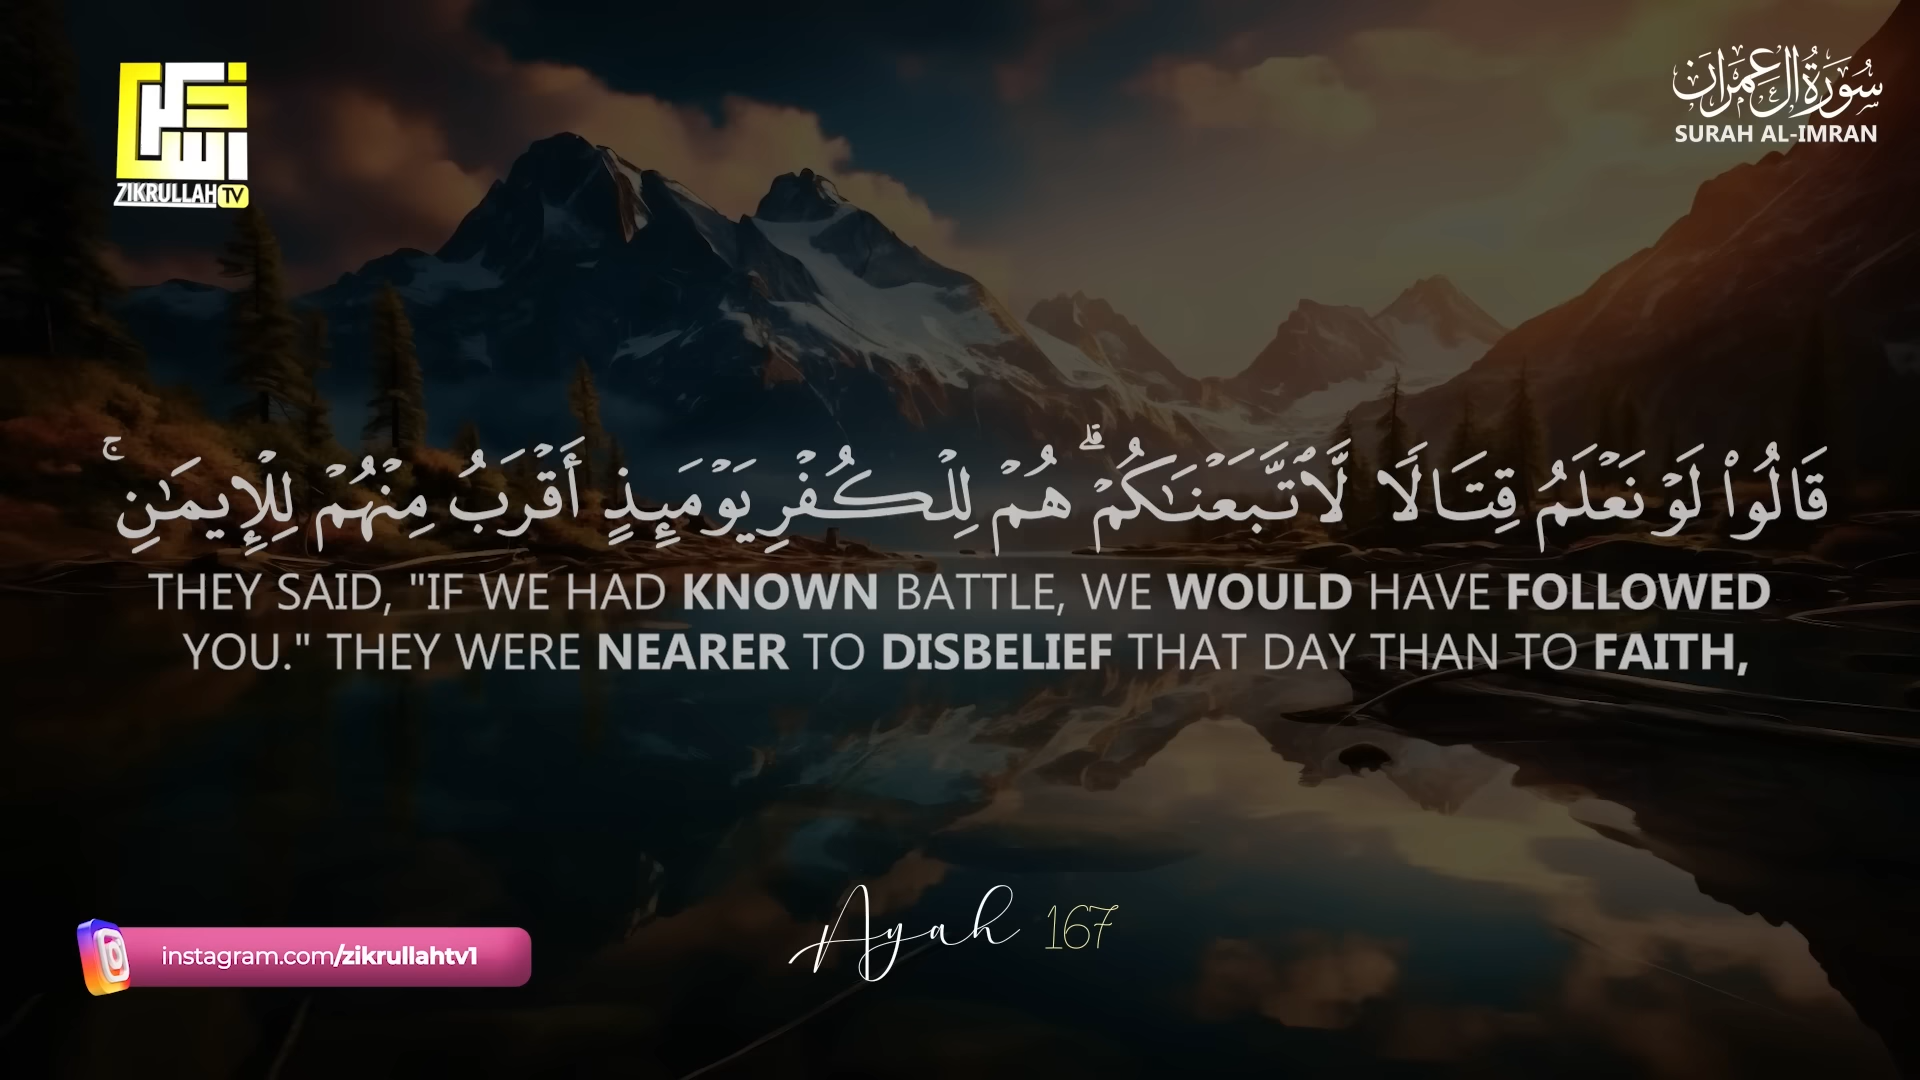 ذكر الله
ZIKRULLAH TV
سُورَةُ آلِ عِمۡرَان
SURAH AL-IMRAN
قَالُوا۟ لَوۡ نَعۡلَمُ قِتَالًا لَّٱتَّبَعۡنَـٰكُمۡۗ هُمۡ لِلۡكُفۡرِ يَوۡمَئِذٍ أَقۡرَبُ مِنۡهُمۡ لِلۡإِيمَـٰنِۚ
THEY SAID, "IF WE HAD KNOWN BATTLE, WE WOULD HAVE FOLLOWED
YOU." THEY WERE NEARER TO DISBELIEF THAT DAY THAN TO FAITH,
Ayah 167
instagram.com/zikrullahtv1